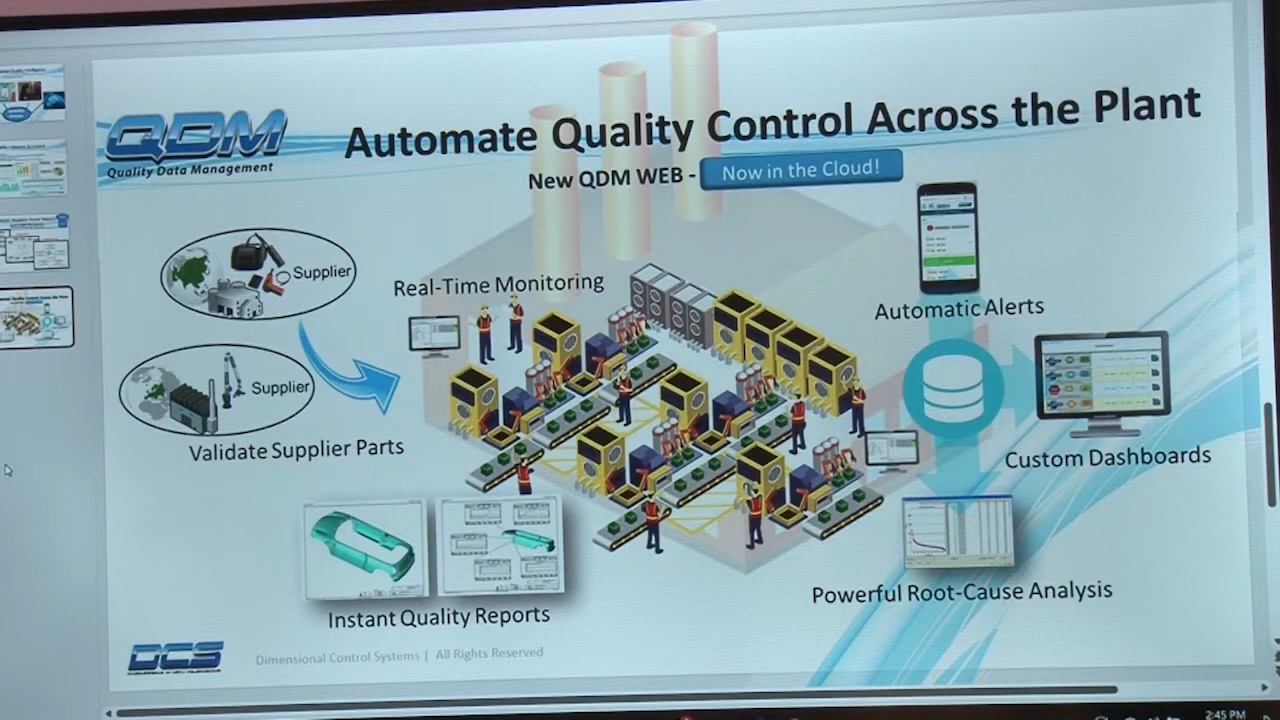 QDM
Quality Data Management
Automate Quality Control Across the Plant
New QDM WEB - Now in the Cloud!
Supplier
Real-Time Monitoring
Automatic Alerts
Supplier
Validate Supplier Parts
Custom Dashboards
Instant Quality Reports
Powerful Root-Cause Analysis
DCS
Dimensional Control Systems | All Rights Reserved
2:45 PM